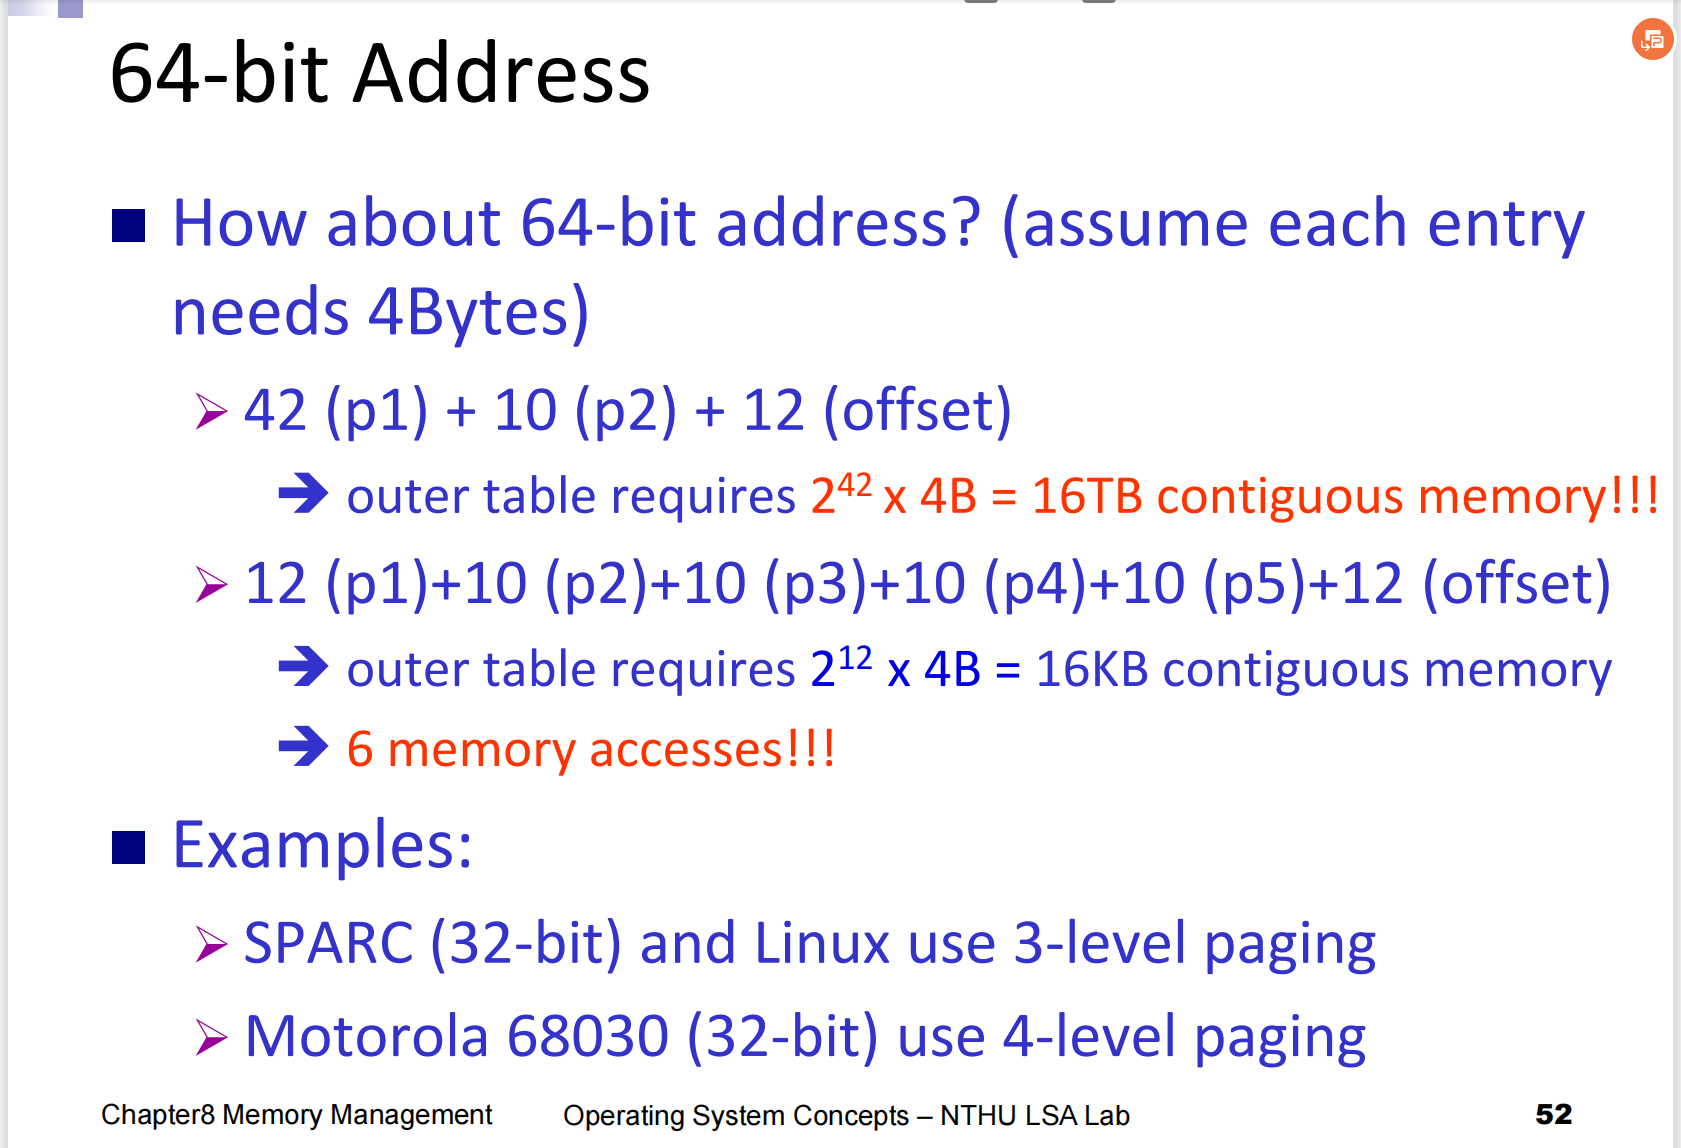 64-bit Address
How about 64-bit address? (assume each entry
needs 4Bytes)
42 (p1) + 10 (p2) + 12 (offset)
outer table requires 2⁴² x 4B = 16TB contiguous memory!!!
12 (p1)+10 (p2)+10 (p3)+10 (p4)+10 (p5)+12 (offset)
outer table requires 2¹² x 4B = 16KB contiguous memory
6 memory accesses!!!
Examples:
SPARC (32-bit) and Linux use 3-level paging
Motorola 68030 (32-bit) use 4-level paging
Chapter8 Memory Management Operating System Concepts – NTHU LSA Lab 52